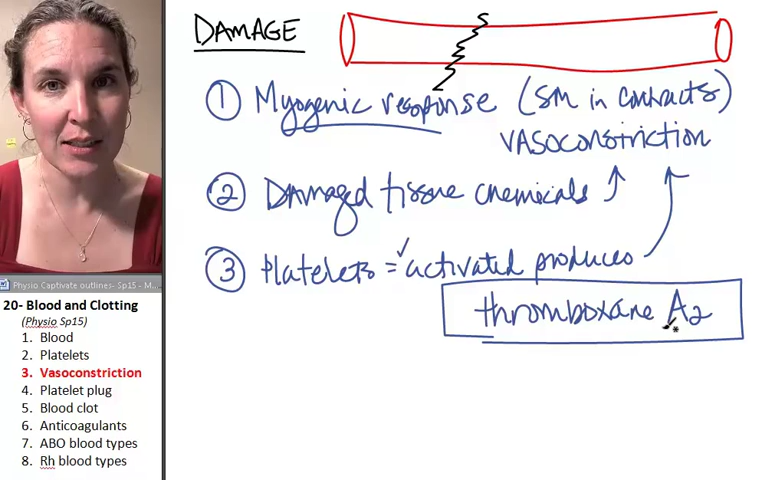 DAMAGE
① Myogenic response (SM in contracts)
VASOCONSTRICTION
② Damaged tissue chemicals ↑
③ Platelets = activated produces
thromboxane A2
Physio Captivate outlines- Sp15 - M...
20- Blood and Clotting
(Physio Sp15)
1. Blood
2. Platelets
3. Vasoconstriction
4. Platelet plug
5. Blood clot
6. Anticoagulants
7. ABO blood types
8. Rh blood types